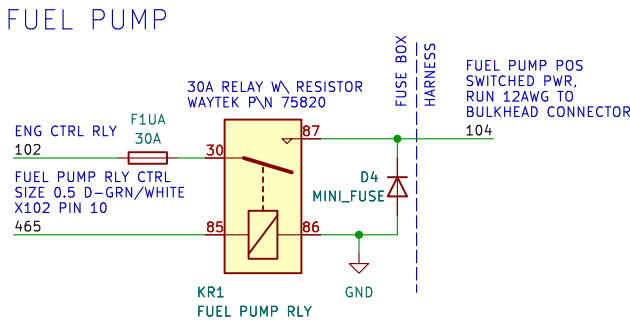 FUEL PUMP
FUSE BOX
HARNESS
FUEL PUMP POS
SWITCHED PWR,
RUN 12AWG TO
BULKHEAD CONNECTOR
104
30A RELAY W\ RESISTOR
WAYTEK P\N 75820
F1UA
30A
ENG CTRL RLY
102
30
87
FUEL PUMP RLY CTRL
SIZE 0.5 D-GRN/WHITE
X102 PIN 10
465
85
86
D4
MINI_FUSE
GND
KR1
FUEL PUMP RLY